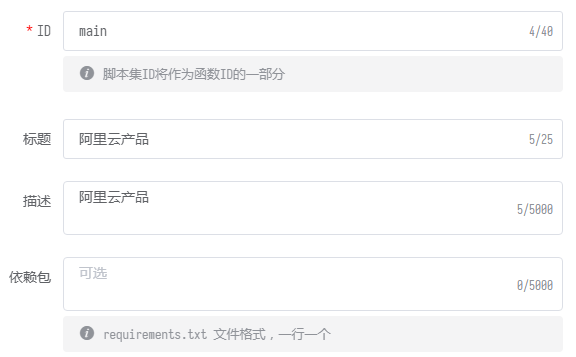 * ID main 4/40
脚本集ID将作为函数ID的一部分
标题 阿里云产品 5/25
描述 阿里云产品 5/5000
依赖包 可选 0/5000
requirements.txt 文件格式，一行一个